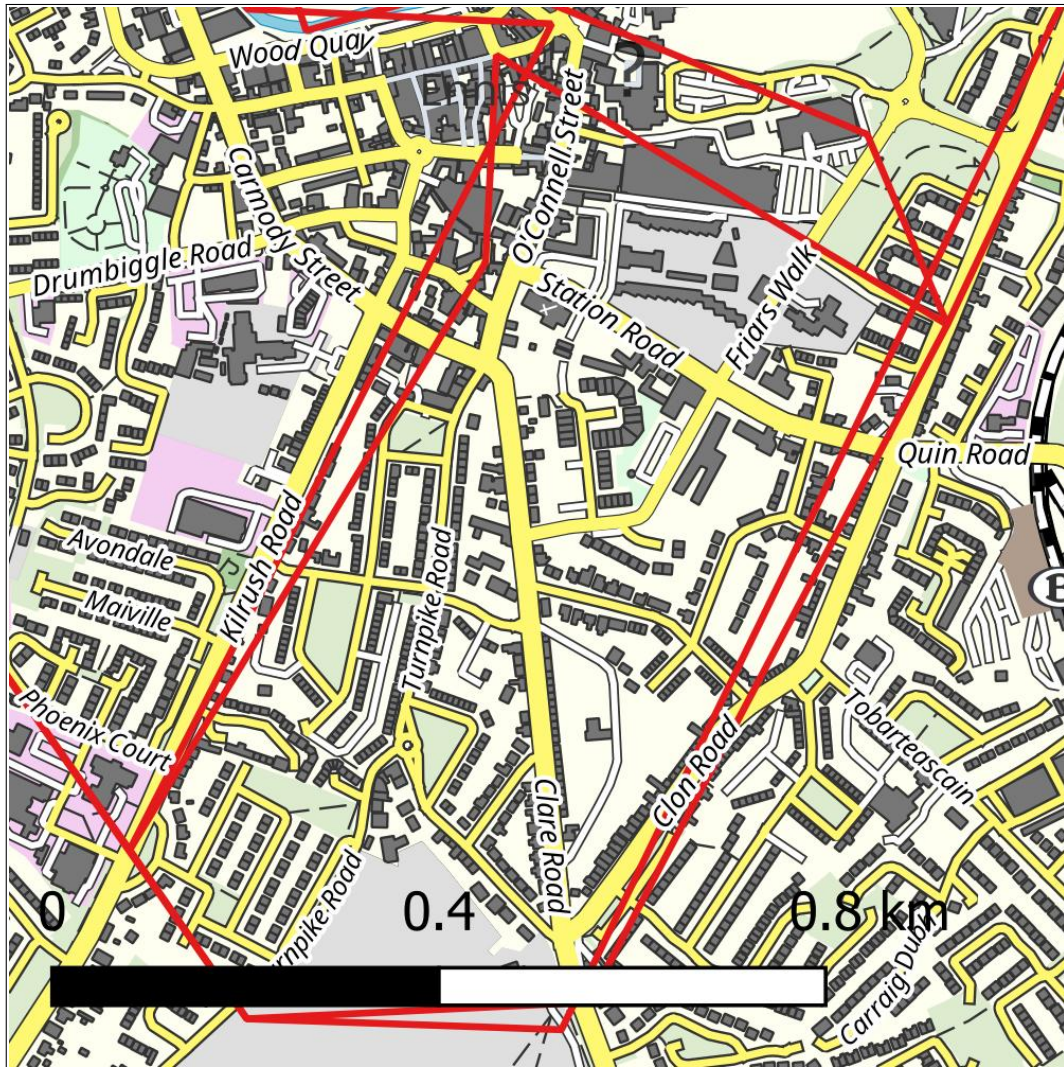 Wood Quay
O'Connell Street
Carmody Street
Drumbiggle Road
Station Road
Friars Walk
Quin Road
Kilrush Road
Avondale
Maiville
Turnpike Road
Phoenix Court
Tobarteascain
Clon Road
Clare Road
0 0.4 0.8 km
Carraig Dubh